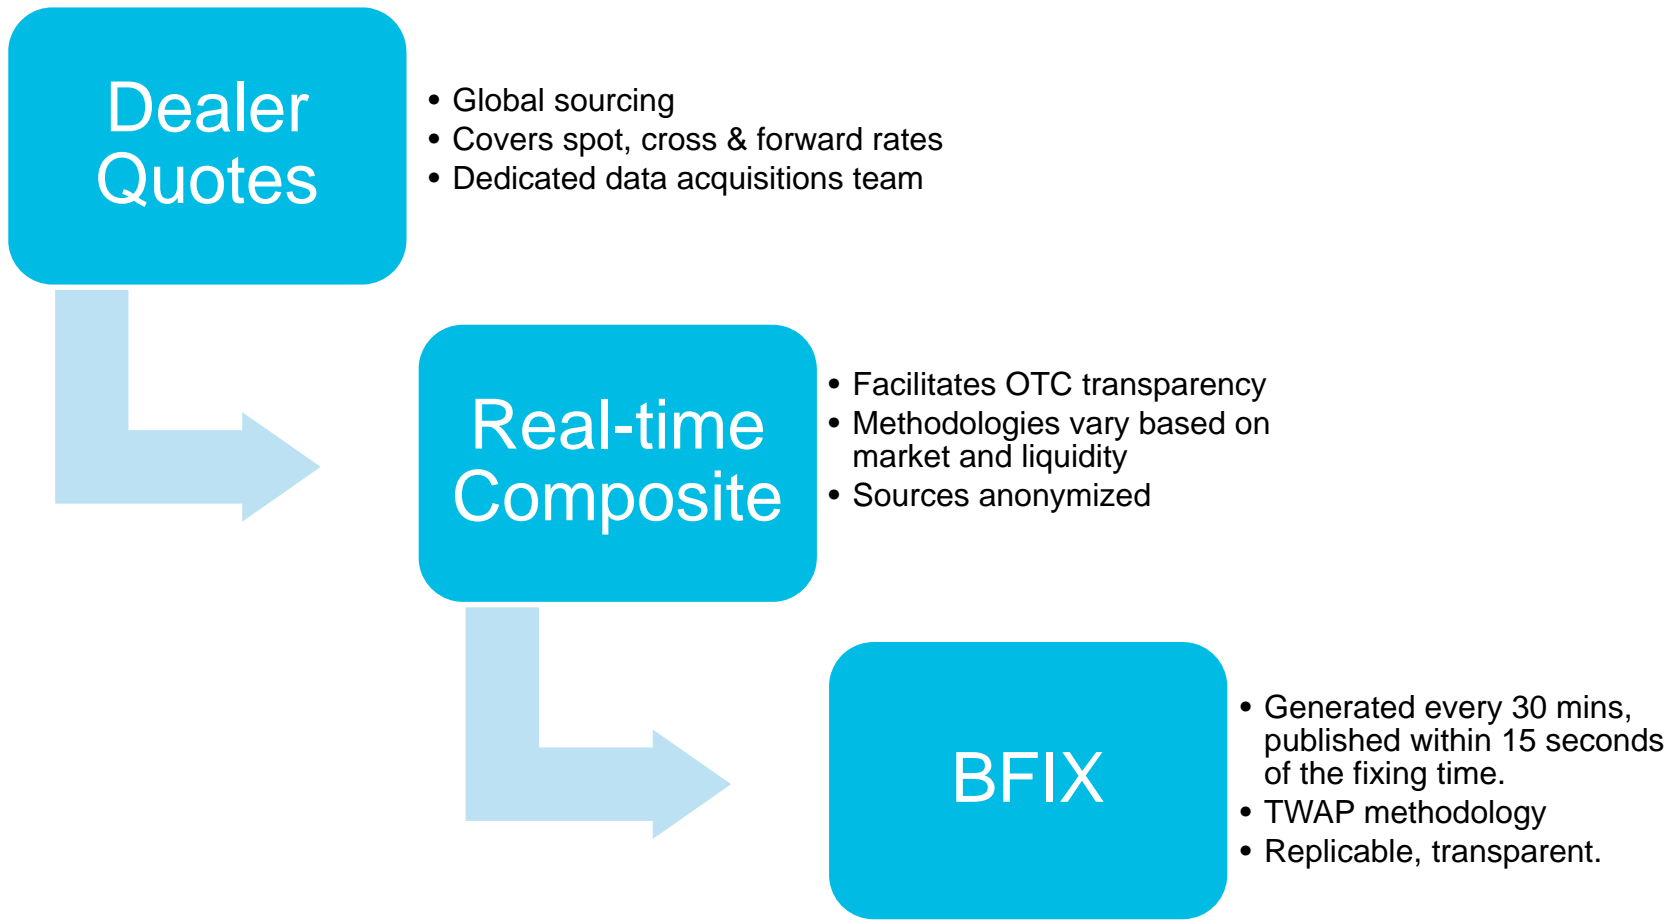 Dealer
Quotes
• Global sourcing
• Covers spot, cross & forward rates
• Dedicated data acquisitions team
Real-time
Composite
• Facilitates OTC transparency
• Methodologies vary based on
market and liquidity
• Sources anonymized
BFIX
• Generated every 30 mins,
published within 15 seconds
of the fixing time.
• TWAP methodology
• Replicable, transparent.